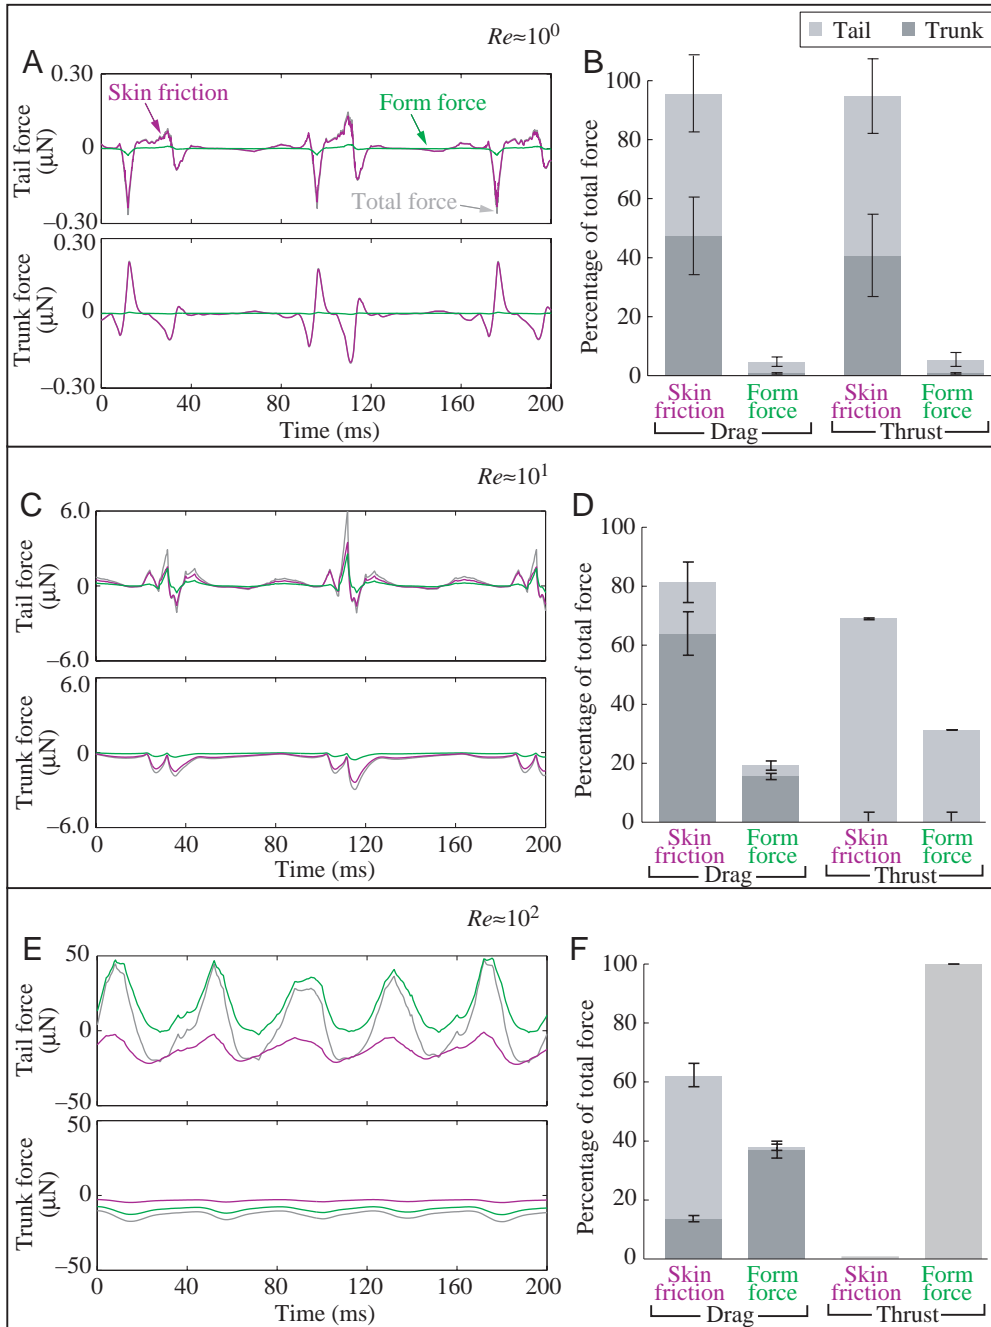 Re≈10⁰
Tail
Trunk
A
0.30
0
−0.30
Tail force
(µN)
Skin friction
Form force
Total force
0.30
0
−0.30
Trunk force
(µN)
0
40
80
120
160
200
Time (ms)
B
100
80
60
40
20
0
Percentage of total force
Skin
friction
Form
force
Skin
friction
Form
force
Drag
Thrust
Re≈10¹
C
6.0
0
−6.0
Tail force
(µN)
6.0
0
−6.0
Trunk force
(µN)
0
40
80
120
160
200
Time (ms)
D
100
80
60
40
20
0
Percentage of total force
Skin
friction
Form
force
Skin
friction
Form
force
Drag
Thrust
Re≈10²
E
50
0
−50
Tail force
(µN)
50
0
−50
Trunk force
(µN)
0
40
80
120
160
200
Time (ms)
F
100
80
60
40
20
0
Percentage of total force
Skin
friction
Form
force
Skin
friction
Form
force
Drag
Thrust